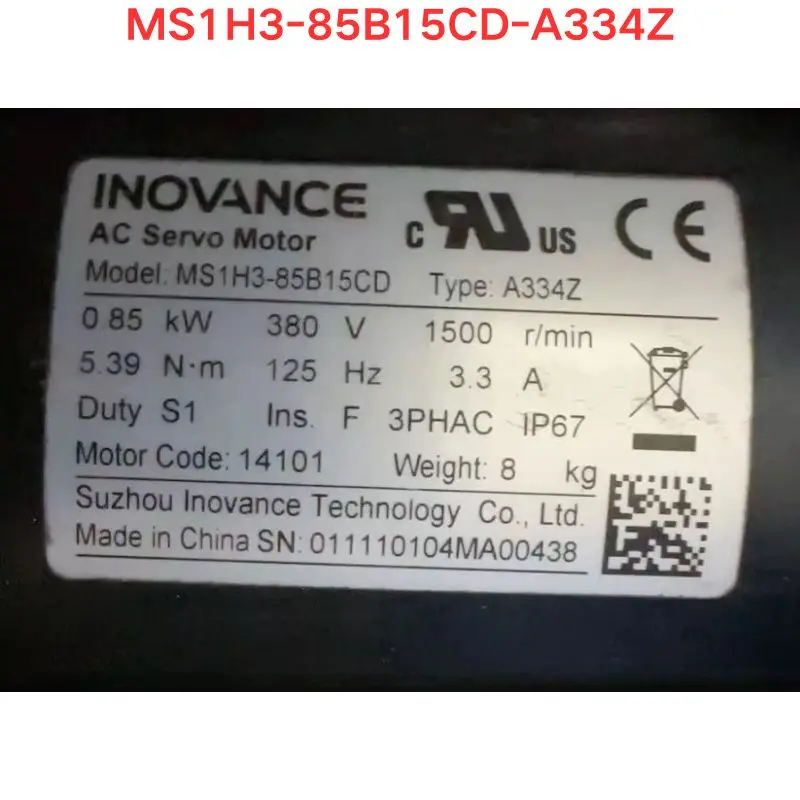 MS1H3-85B15CD-A334Z
INOVANCE
AC Servo Motor
c RU US CE
Model: MS1H3-85B15CD Type: A334Z
0.85 kW 380 V 1500 r/min
5.39 N·m 125 Hz 3.3 A
Duty S1 Ins. F 3PHAC IP67
Motor Code: 14101 Weight: 8 kg
Suzhou Inovance Technology Co., Ltd.
Made in China SN: 011110104MA00438